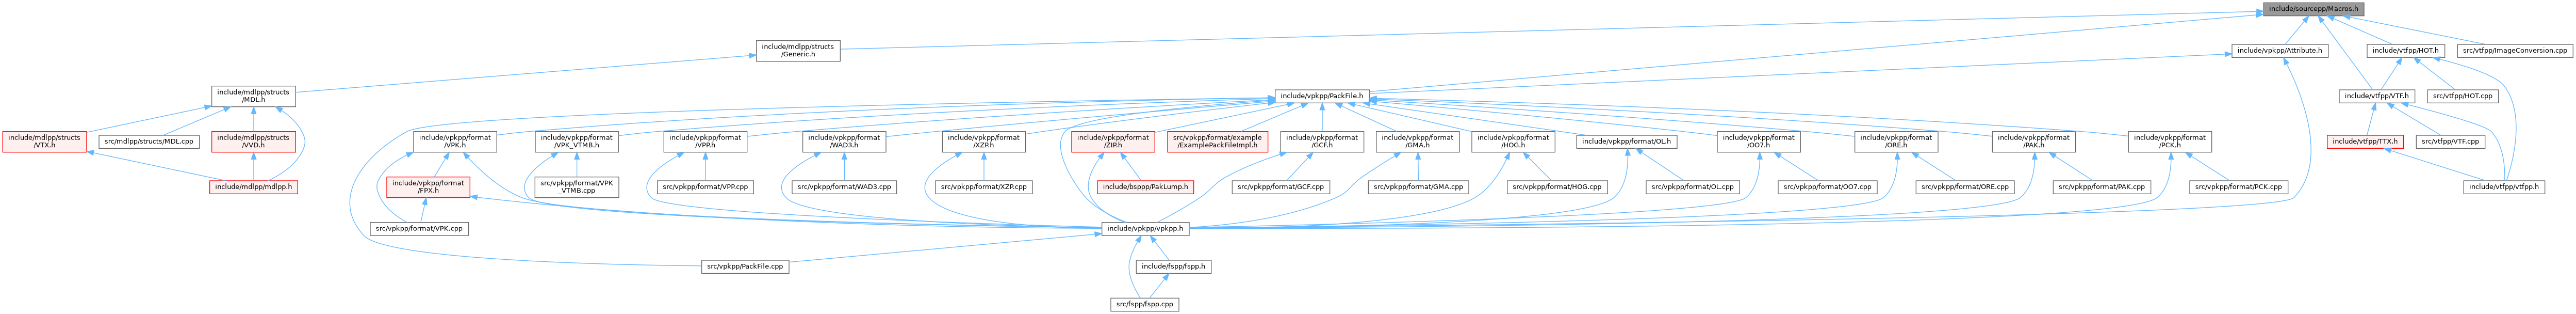 include/sourcepp/Macros.h
include/mdlpp/structs
/Generic.h
include/vpkpp/Attribute.h
include/vtfpp/HOT.h
src/vtfpp/ImageConversion.cpp
include/mdlpp/structs
/MDL.h
include/vpkpp/PackFile.h
include/vtfpp/VTF.h
src/vtfpp/HOT.cpp
include/mdlpp/structs
/VTX.h
src/mdlpp/structs/MDL.cpp
include/mdlpp/structs
/VVD.h
include/vpkpp/format
/VPK.h
include/vpkpp/format
/VPK_VTMB.h
include/vpkpp/format
/VPP.h
include/vpkpp/format
/WAD3.h
include/vpkpp/format
/XZP.h
include/vpkpp/format
/ZIP.h
src/vpkpp/format/example
/ExamplePackFileImpl.h
include/vpkpp/format
/GCF.h
include/vpkpp/format
/GMA.h
include/vpkpp/format
/HOG.h
include/vpkpp/format/OL.h
include/vpkpp/format
/OO7.h
include/vpkpp/format
/ORE.h
include/vpkpp/format
/PAK.h
include/vpkpp/format
/PCK.h
include/vtfpp/TTX.h
src/vtfpp/VTF.cpp
include/mdlpp/mdlpp.h
include/vpkpp/format
/FPX.h
src/vpkpp/format/VPK
_VTMB.cpp
src/vpkpp/format/VPP.cpp
src/vpkpp/format/WAD3.cpp
src/vpkpp/format/XZP.cpp
include/bsppp/PakLump.h
src/vpkpp/format/GCF.cpp
src/vpkpp/format/GMA.cpp
src/vpkpp/format/HOG.cpp
src/vpkpp/format/OL.cpp
src/vpkpp/format/OO7.cpp
src/vpkpp/format/ORE.cpp
src/vpkpp/format/PAK.cpp
src/vpkpp/format/PCK.cpp
include/vtfpp/vtfpp.h
src/vpkpp/format/VPK.cpp
include/vpkpp/vpkpp.h
src/vpkpp/PackFile.cpp
include/fspp/fspp.h
src/fspp/fspp.cpp